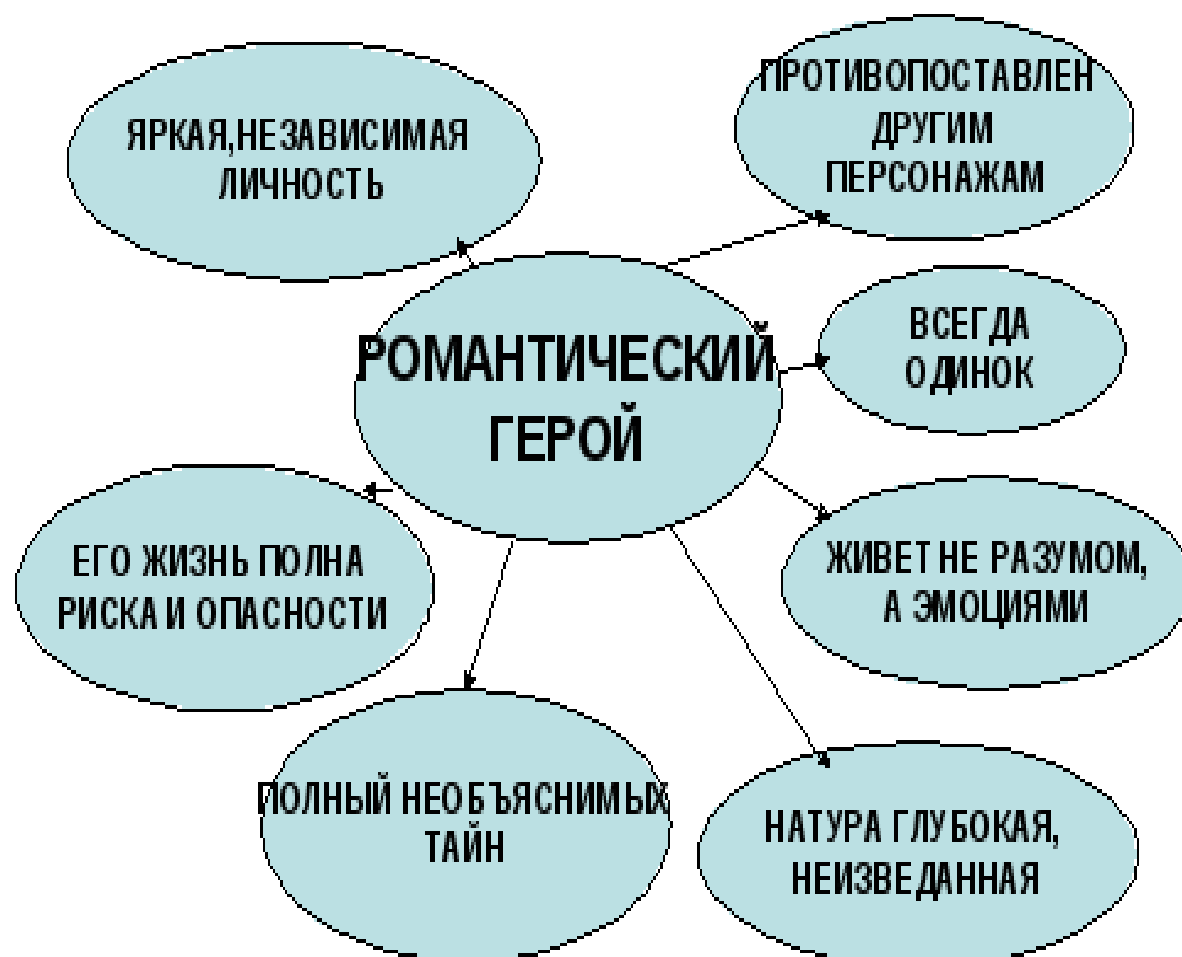 ЯРКАЯ,НЕЗАВИСИМАЯ
ЛИЧНОСТЬ
ПРОТИВОПОСТАВЛЕН
ДРУГИМ
ПЕРСОНАЖАМ
РОМАНТИЧЕСКИЙ
ГЕРОЙ
ВСЕГДА
ОДИНОК
ЕГО ЖИЗНЬ ПОЛНА
РИСКА И ОПАСНОСТИ
ЖИВЕТ НЕ РАЗУМОМ,
А ЭМОЦИЯМИ
ПОЛНЫЙ НЕОБЪЯСНИМЫХ
ТАЙН
НАТУРА ГЛУБОКАЯ,
НЕИЗВЕДАННАЯ